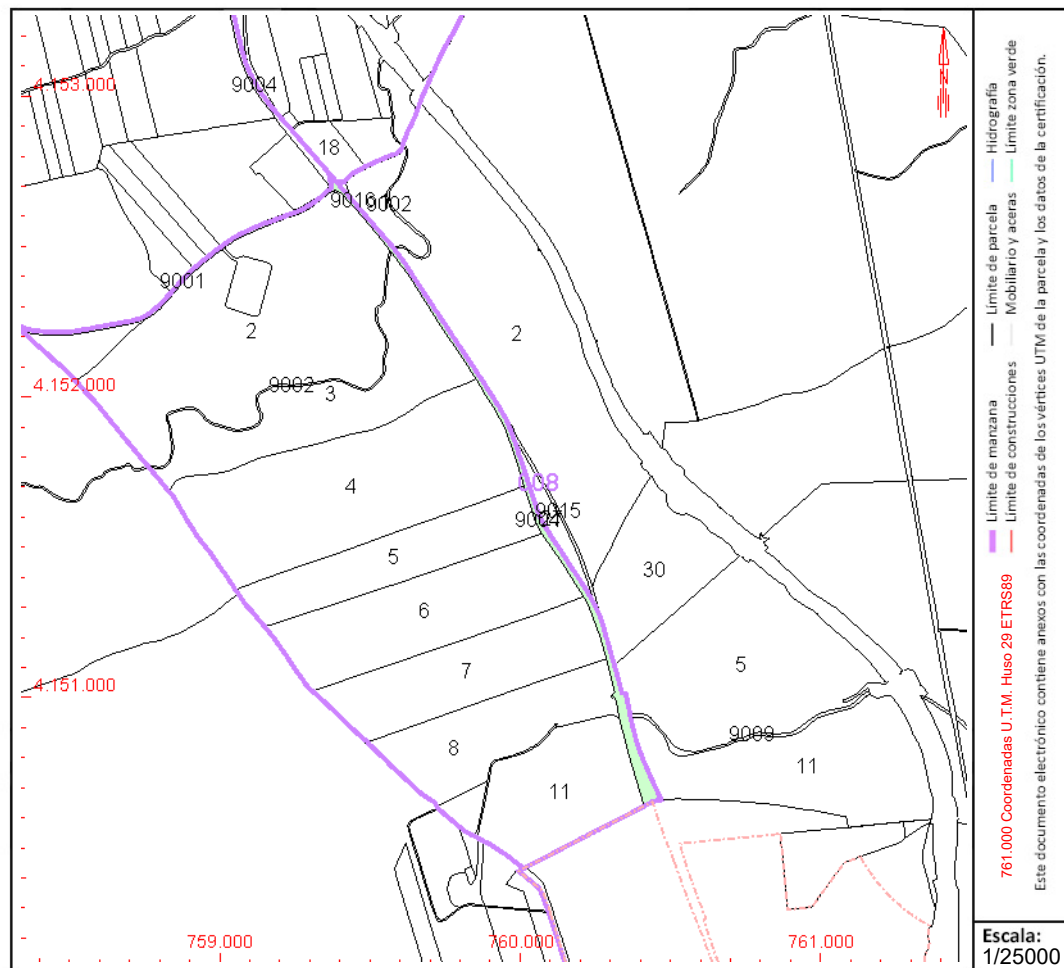 4.153.000
9004
18
9016
9002
9001
2
2
4.152.000
9002
3
4
008
9015
9004
5
30
6
7
5
4.151.000
8
9009
11
11
759.000
760.000
761.000
N
Límite de manzana
Límite de parcela
Hidrografía
Límite de construcciones
Mobiliario y aceras
Límite zona verde
761.000 Coordenadas U.T.M. Huso 29 ETRS89
Este documento electrónico contiene anexos con las coordenadas de los vértices UTM de la parcela y los datos de la certificación.
Escala:
1/25000